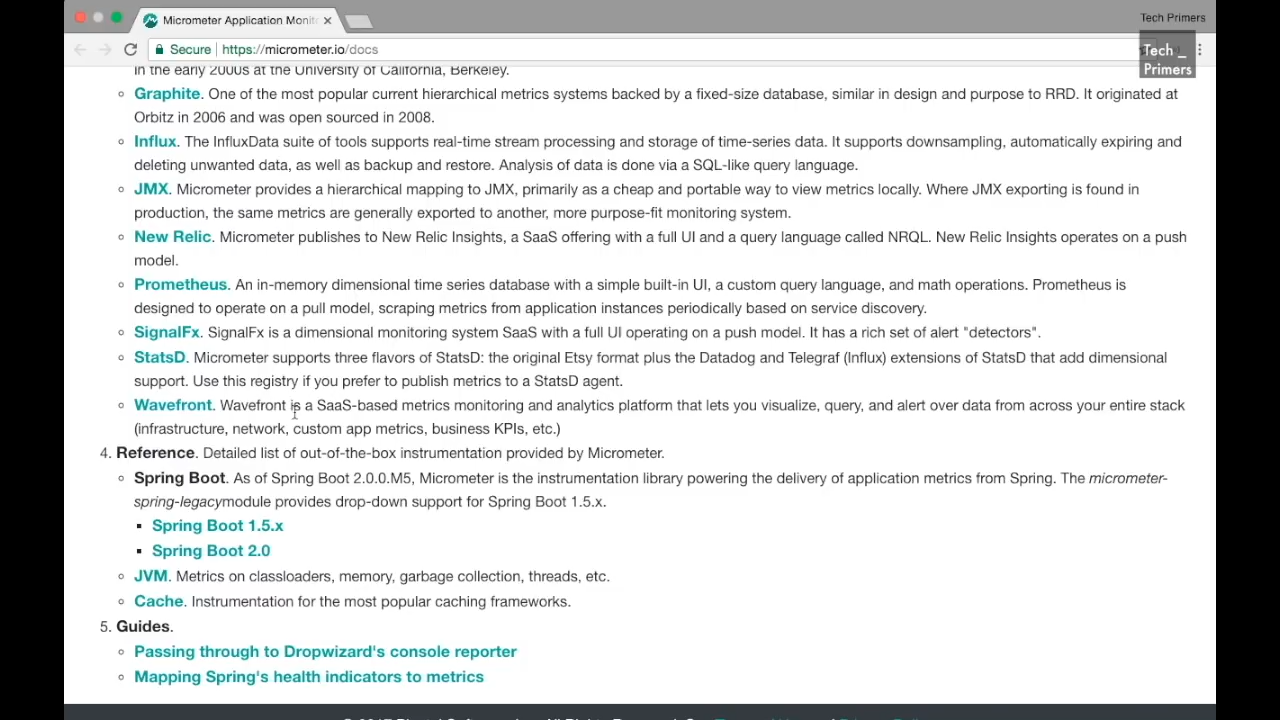 Micrometer Application Monit
Tech Primers
Secure
https://micrometer.io/docs
Tech _
Primers
in the early 2000s at the University of California, Berkeley.
Graphite. One of the most popular current hierarchical metrics systems backed by a fixed-size database, similar in design and purpose to RRD. It originated at
Orbitz in 2006 and was open sourced in 2008.
Influx. The InfluxData suite of tools supports real-time stream processing and storage of time-series data. It supports downsampling, automatically expiring and
deleting unwanted data, as well as backup and restore. Analysis of data is done via a SQL-like query language.
JMX. Micrometer provides a hierarchical mapping to JMX, primarily as a cheap and portable way to view metrics locally. Where JMX exporting is found in
production, the same metrics are generally exported to another, more purpose-fit monitoring system.
New Relic. Micrometer publishes to New Relic Insights, a SaaS offering with a full UI and a query language called NRQL. New Relic Insights operates on a push
model.
Prometheus. An in-memory dimensional time series database with a simple built-in UI, a custom query language, and math operations. Prometheus is
designed to operate on a pull model, scraping metrics from application instances periodically based on service discovery.
SignalFx. SignalFx is a dimensional monitoring system SaaS with a full UI operating on a push model. It has a rich set of alert "detectors".
StatsD. Micrometer supports three flavors of StatsD: the original Etsy format plus the Datadog and Telegraf (Influx) extensions of StatsD that add dimensional
support. Use this registry if you prefer to publish metrics to a StatsD agent.
Wavefront. Wavefront is a SaaS-based metrics monitoring and analytics platform that lets you visualize, query, and alert over data from across your entire stack
(infrastructure, network, custom app metrics, business KPIs, etc.)
4. Reference. Detailed list of out-of-the-box instrumentation provided by Micrometer.
Spring Boot. As of Spring Boot 2.0.0.M5, Micrometer is the instrumentation library powering the delivery of application metrics from Spring. The micrometer-
spring-legacymodule provides drop-down support for Spring Boot 1.5.x.
Spring Boot 1.5.x
Spring Boot 2.0
JVM. Metrics on classloaders, memory, garbage collection, threads, etc.
Cache. Instrumentation for the most popular caching frameworks.
5. Guides.
Passing through to Dropwizard's console reporter
Mapping Spring's health indicators to metrics